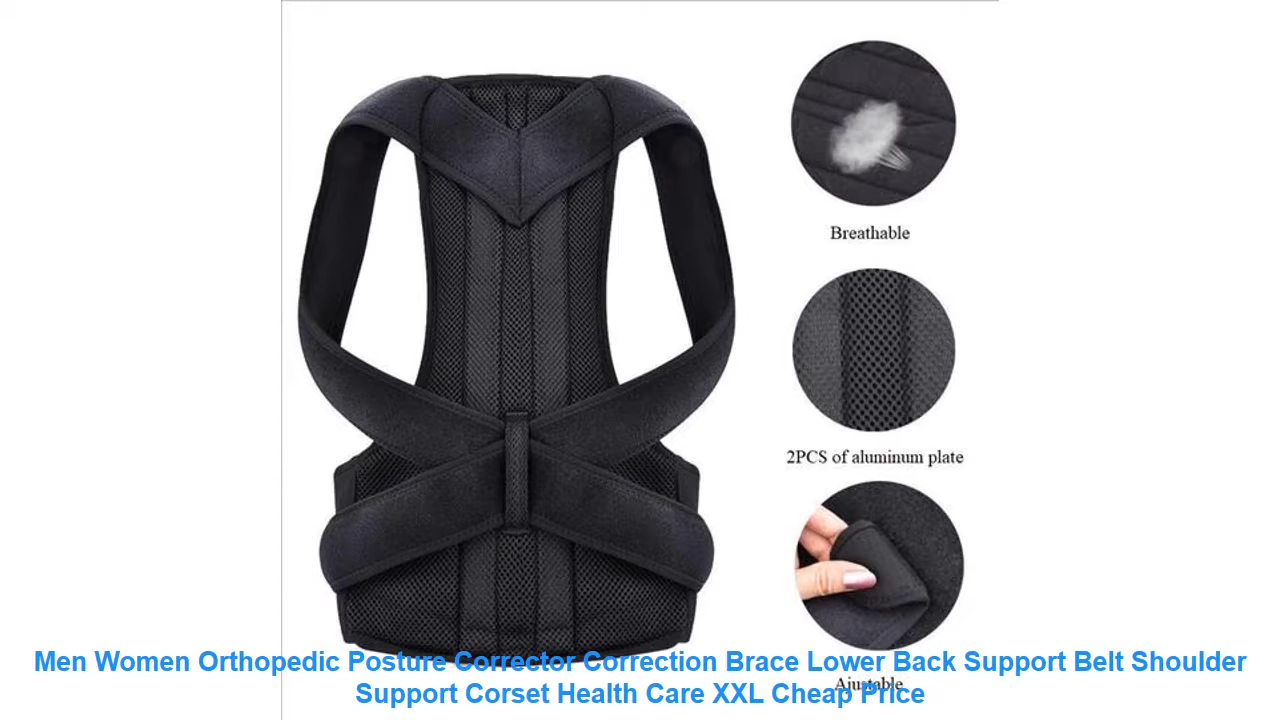 Breathable
2PCS of aluminum plate
Ajustable
Men Women Orthopedic Posture Corrector Correction Brace Lower Back Support Belt Shoulder
Support Corset Health Care XXL Cheap Price